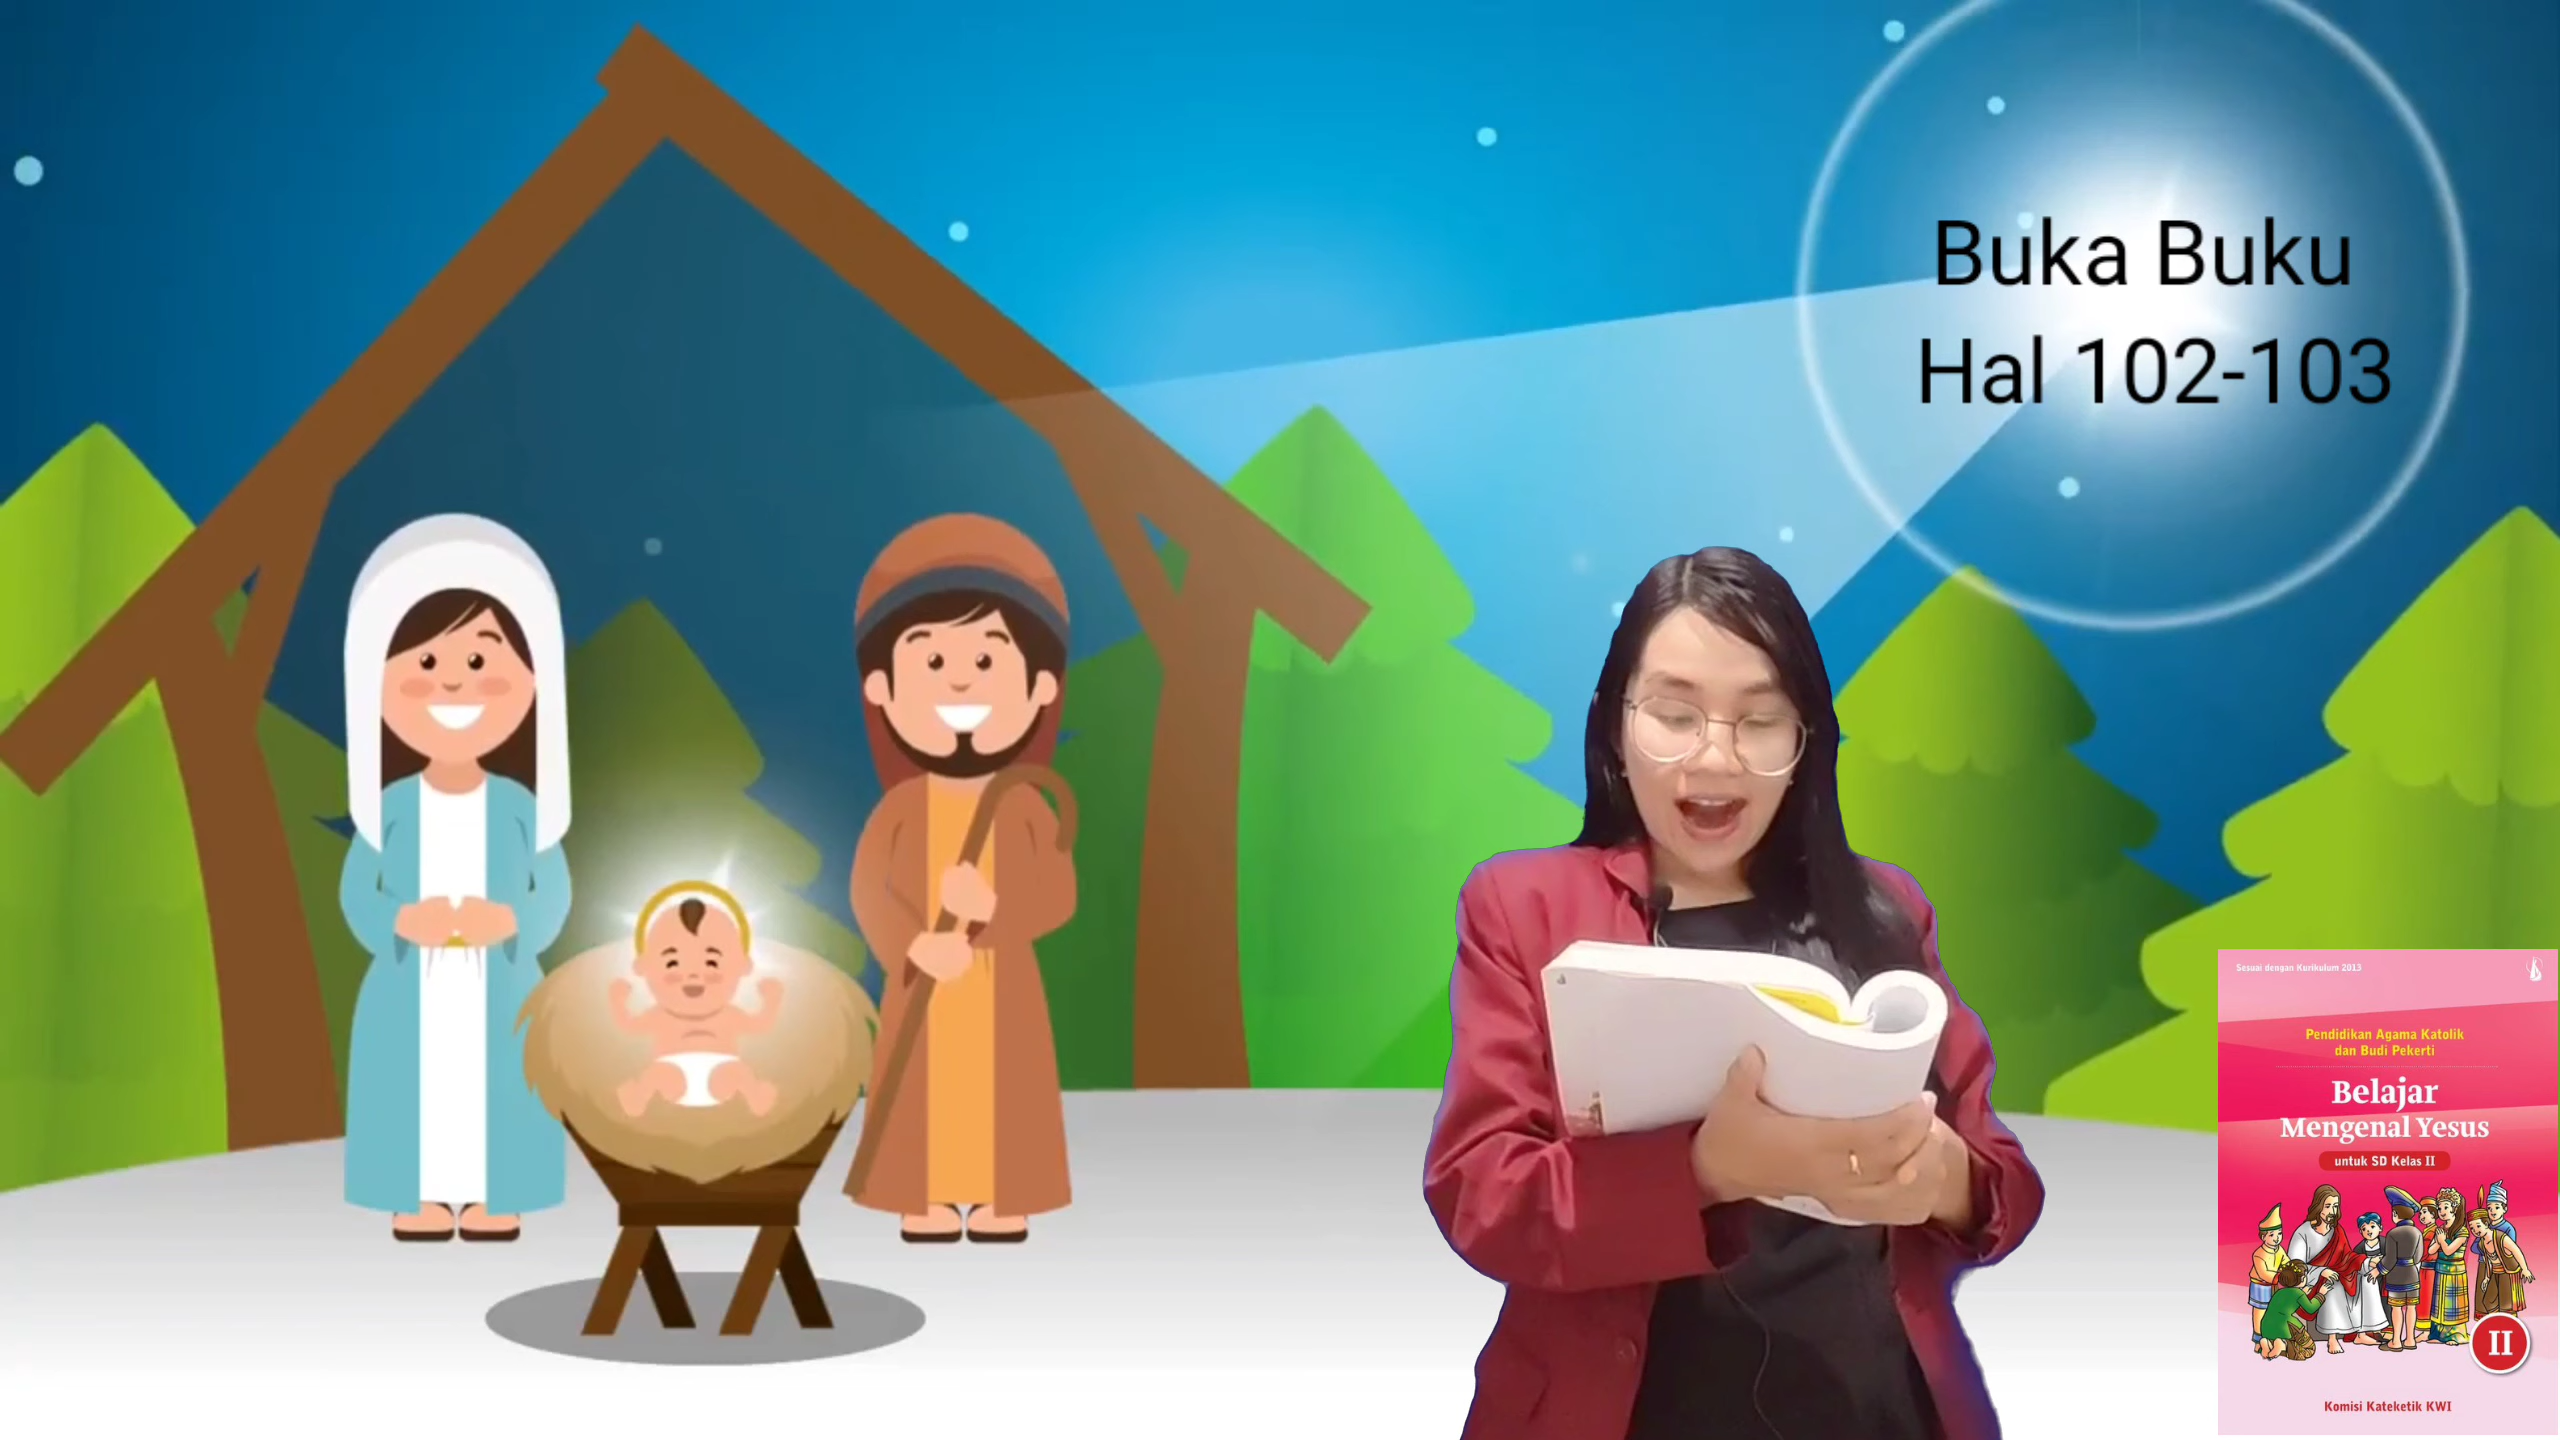 Buka Buku
Hal 102-103
Sesuai dengan Kurikulum 2013
Pendidikan Agama Katolik
dan Budi Pekerti
Belajar
Mengenal Yesus
untuk SD Kelas II
II
Komisi Kateketik KWI